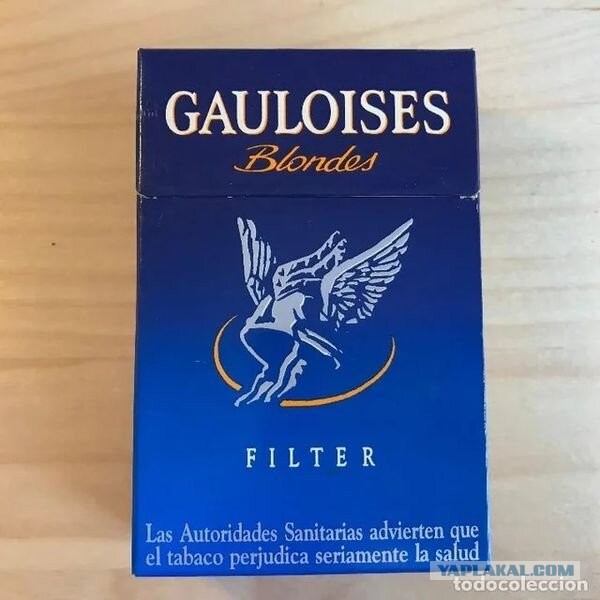 GAULOISES
Blondes
FILTER
Las Autoridades Sanitarias advierten que
el tabaco perjudica seriamente la salud
YAPLAKAL.COM
todocoleccion